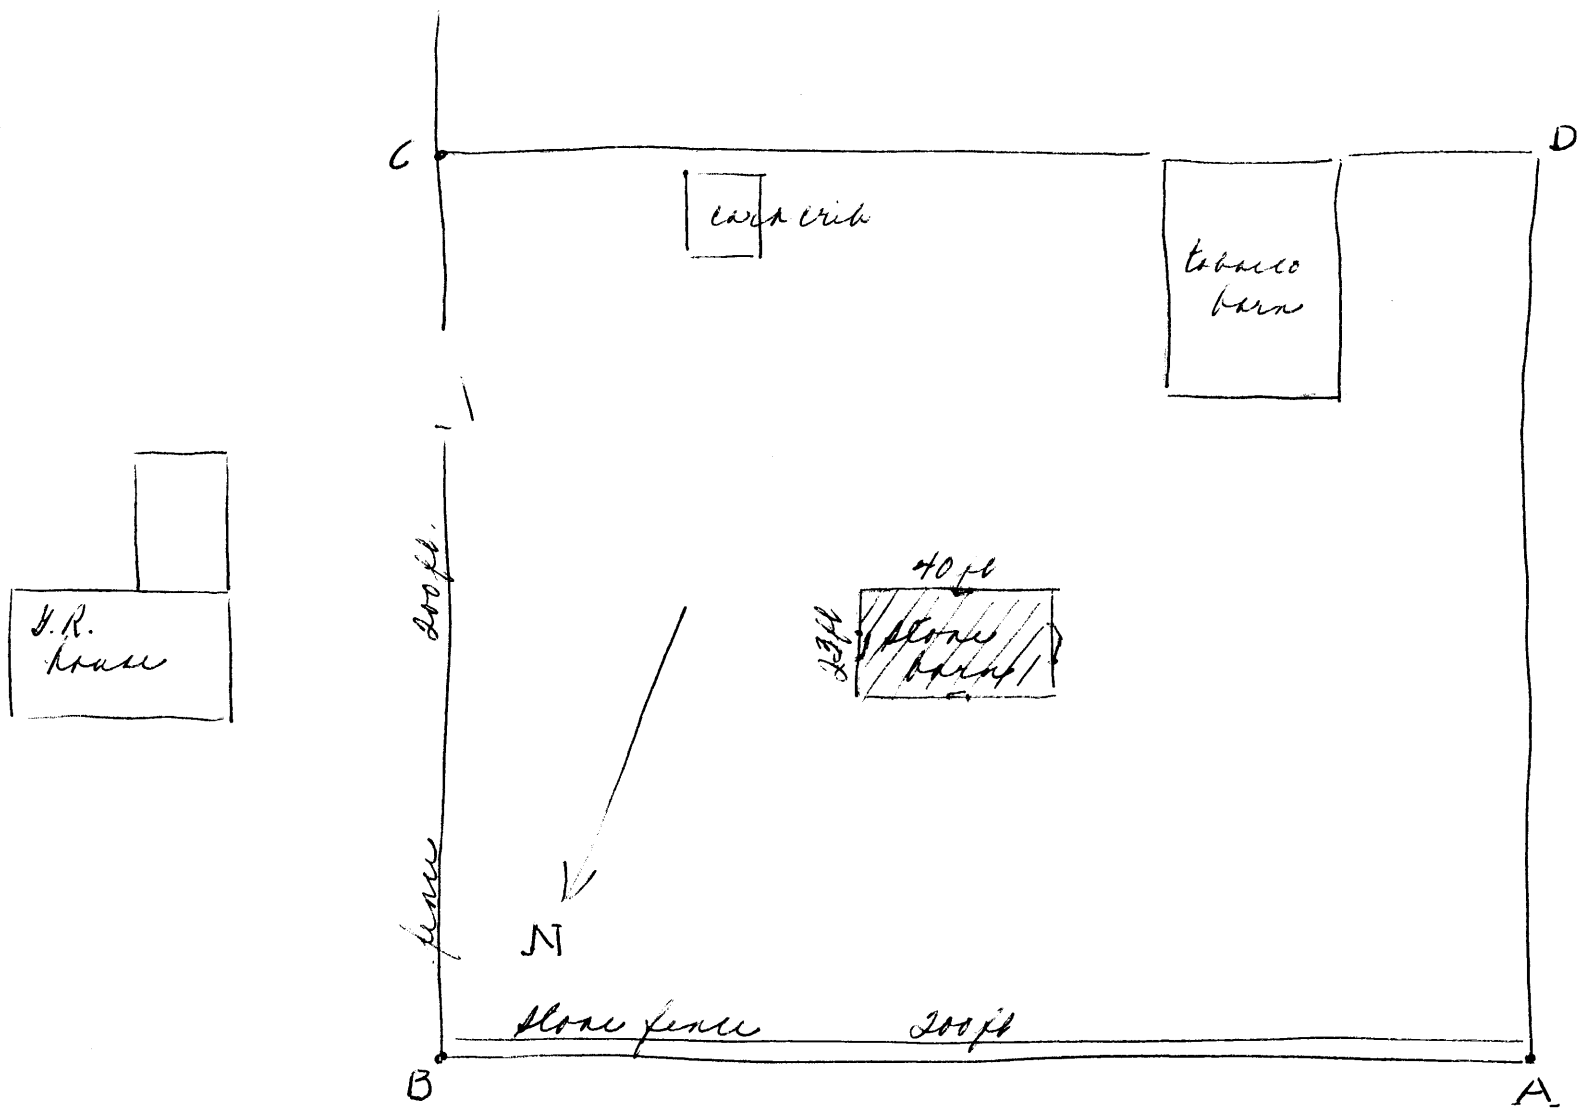 C
D
corn crib
tobacco
barn
200 ft.
40 ft
23 ft
stone
barn
G.R.
house
fence
N
stone fence
200 ft
B
A